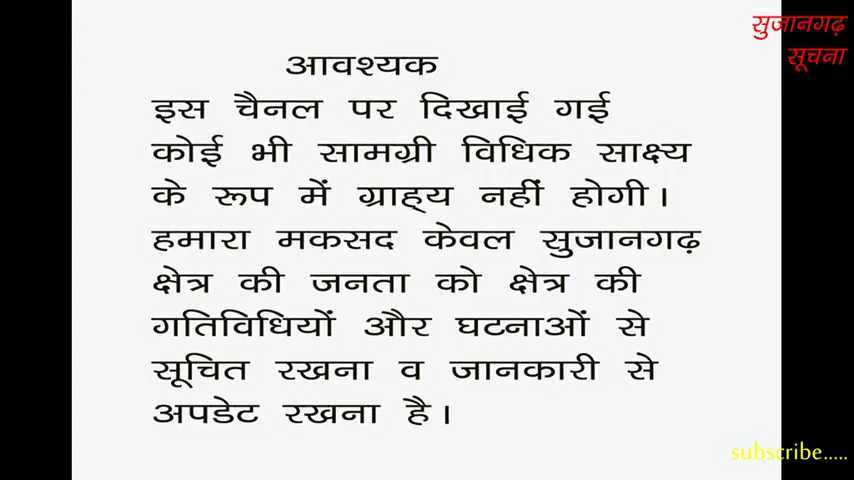 सुजानगढ़
सूचना
आवश्यक
इस चैनल पर दिखाई गई
कोई भी सामग्री विधिक साक्ष्य
के रूप में ग्राह्य नहीं होगी।
हमारा मकसद केवल सुजानगढ़
क्षेत्र की जनता को क्षेत्र की
गतिविधियों और घटनाओं से
सूचित रखना व जानकारी से
अपडेट रखना है।
subscribe.....